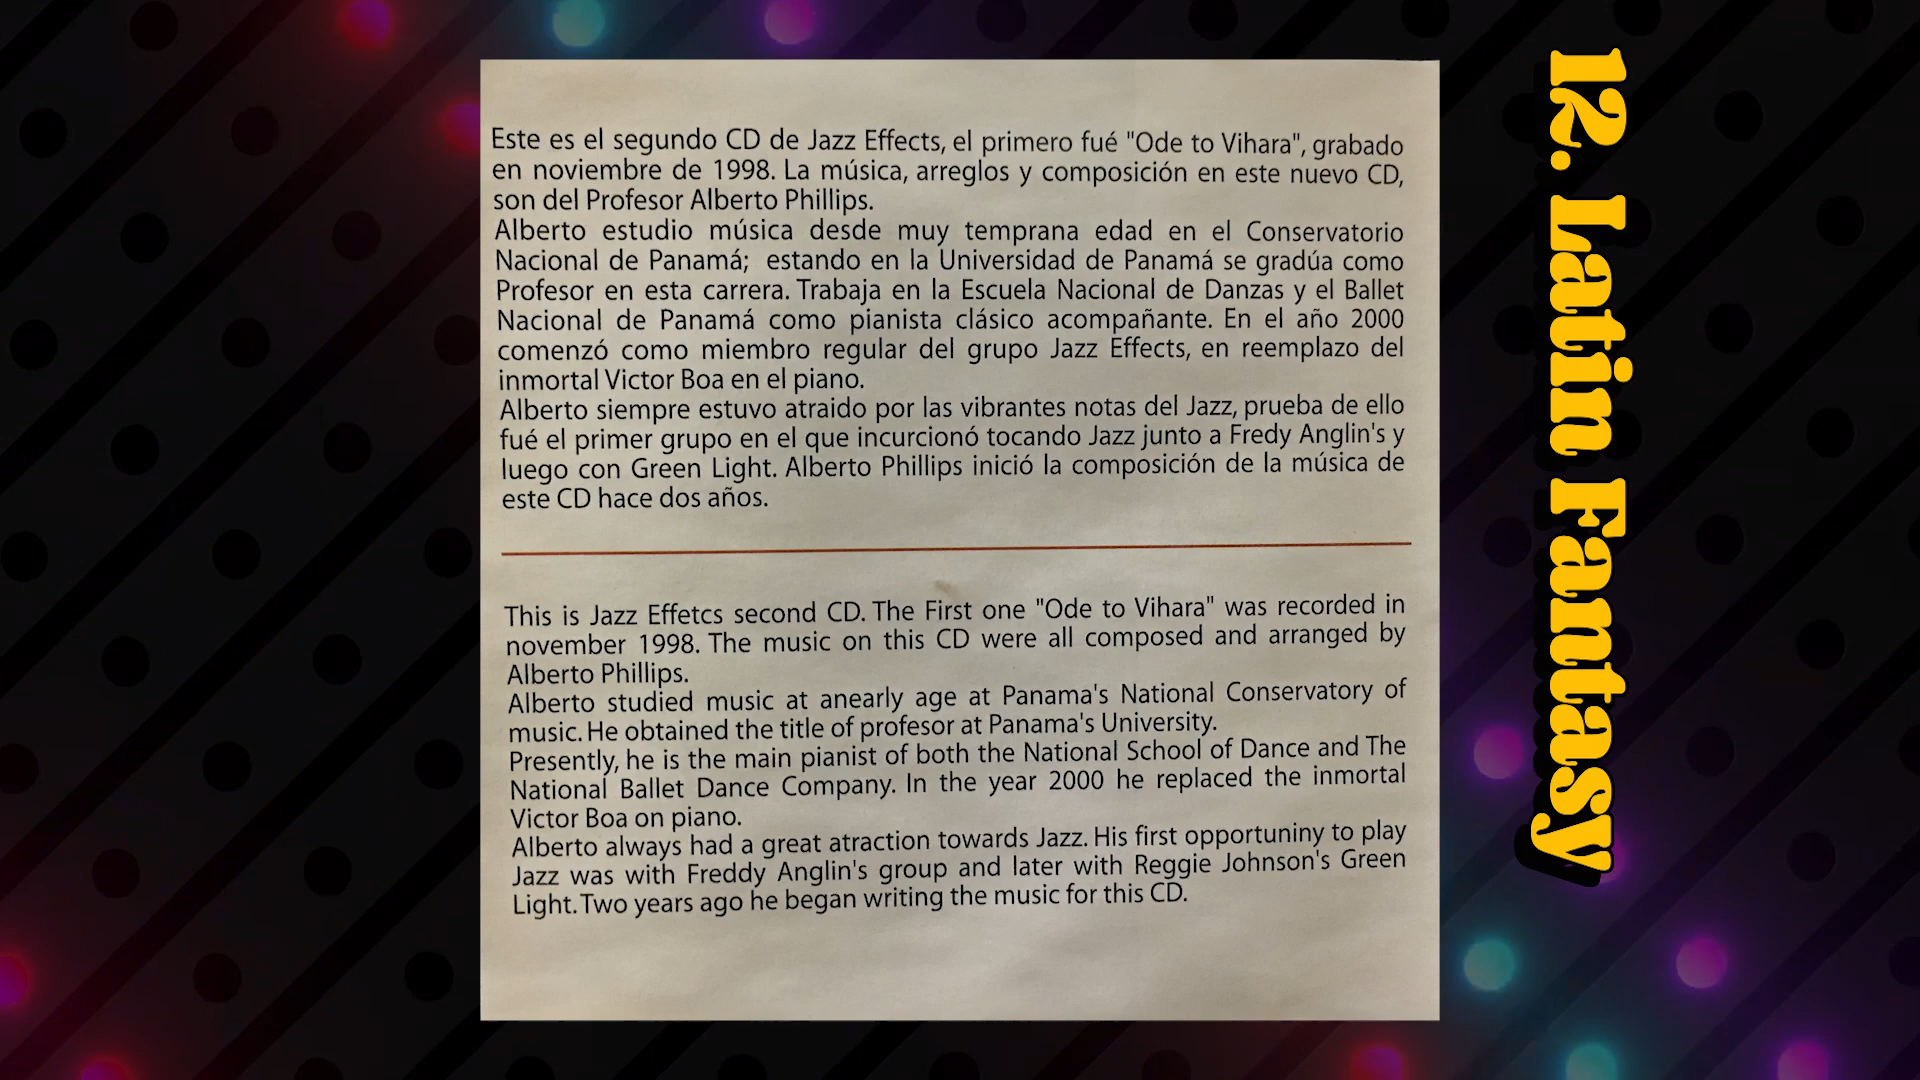 Este es el segundo CD de Jazz Effects, el primero fué "Ode to Vihara", grabado
en noviembre de 1998. La música, arreglos y composición en este nuevo CD,
son del Profesor Alberto Phillips.
Alberto estudio música desde muy temprana edad en el Conservatorio
Nacional de Panamá; estando en la Universidad de Panamá se gradúa como
Profesor en esta carrera. Trabaja en la Escuela Nacional de Danzas y el Ballet
Nacional de Panamá como pianista clásico acompañante. En el año 2000
comenzó como miembro regular del grupo Jazz Effects, en reemplazo del
inmortal Victor Boa en el piano.
Alberto siempre estuvo atraido por las vibrantes notas del Jazz, prueba de ello
fué el primer grupo en el que incurcionó tocando Jazz junto a Fredy Anglin's y
luego con Green Light. Alberto Phillips inició la composición de la música de
este CD hace dos años.
This is Jazz Effetcs second CD. The First one "Ode to Vihara" was recorded in
november 1998. The music on this CD were all composed and arranged by
Alberto Phillips.
Alberto studied music at anearly age at Panama's National Conservatory of
music. He obtained the title of profesor at Panama's University.
Presently, he is the main pianist of both the National School of Dance and The
National Ballet Dance Company. In the year 2000 he replaced the inmortal
Victor Boa on piano.
Alberto always had a great atraction towards Jazz. His first opportuniny to play
Jazz was with Freddy Anglin's group and later with Reggie Johnson's Green
Light. Two years ago he began writing the music for this CD.
12. Latin Fantasy